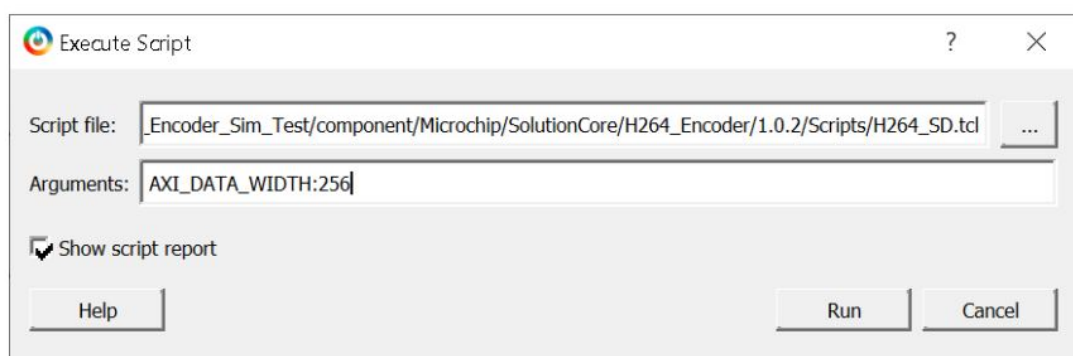 Execute Script ?
Script file: _Encoder_Sim_Test/component/Microchip/SolutionCore/H264_Encoder/1.0.2/Scripts/H264_SD.tcl ...
Arguments: AXI_DATA_WIDTH:256
Show script report
Help Run Cancel